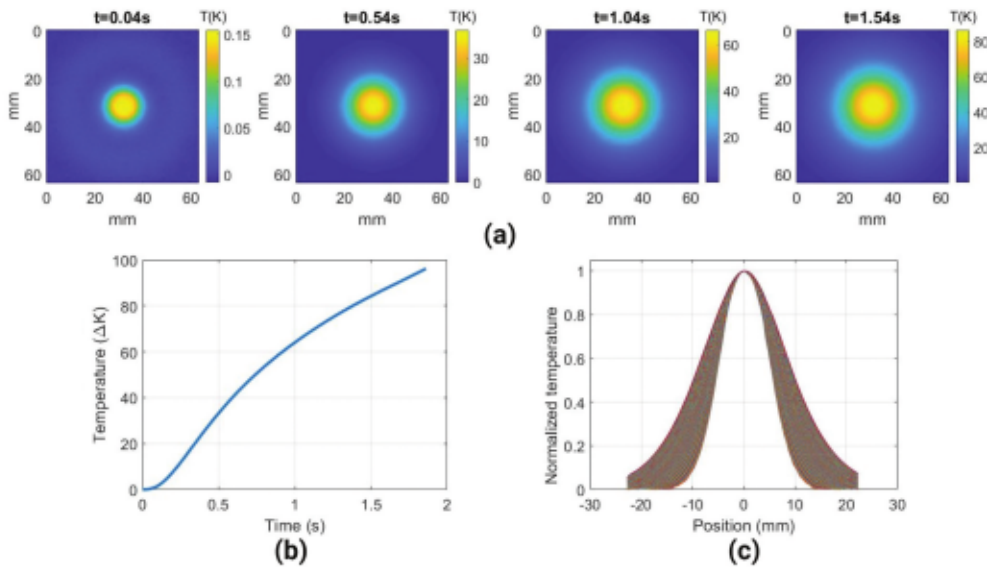 t=0.04s T(K) t=0.54s T(K) t=1.04s T(K) t=1.54s T(K)
0 0.15 0 0 0 80
30 60
20 0.1 20 20 20 60
mm mm 20 mm 40 mm
40 0.05 40 40 40 40
10 20 20
60 0 60 0 60 60
0 20 40 60 0 20 40 60 0 20 40 60 0 20 40 60
mm mm mm mm
(a)
100
80
60
40
20
0
Temperature (ΔK)
0 0.5 1 1.5 2
Time (s)
(b)
1
0.8
0.6
0.4
0.2
0
Normalized temperature
-30 -20 -10 0 10 20 30
Position (mm)
(c)